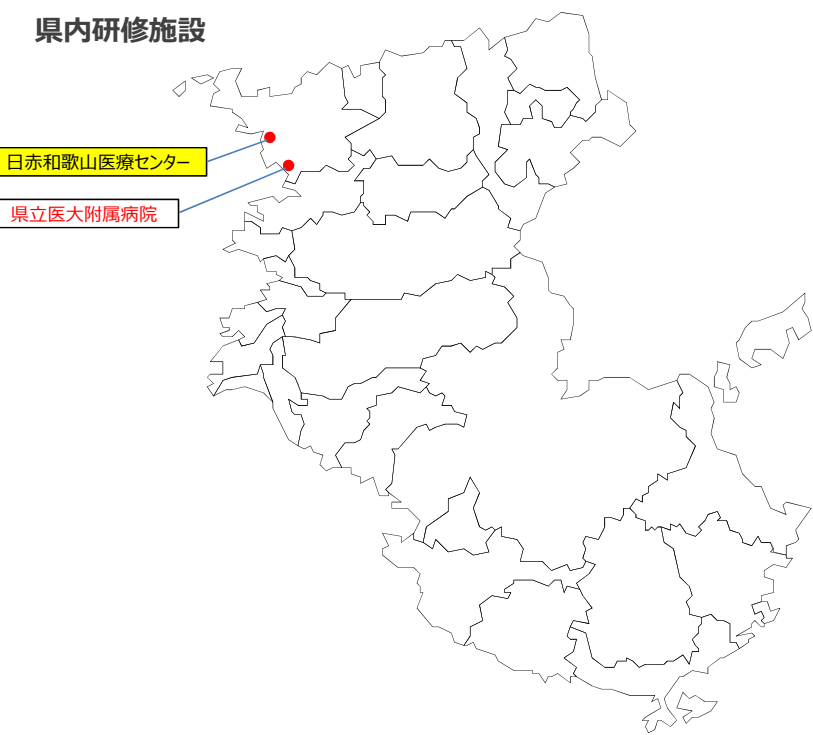 県内研修施設
日赤和歌山医療センター
県立医大附属病院